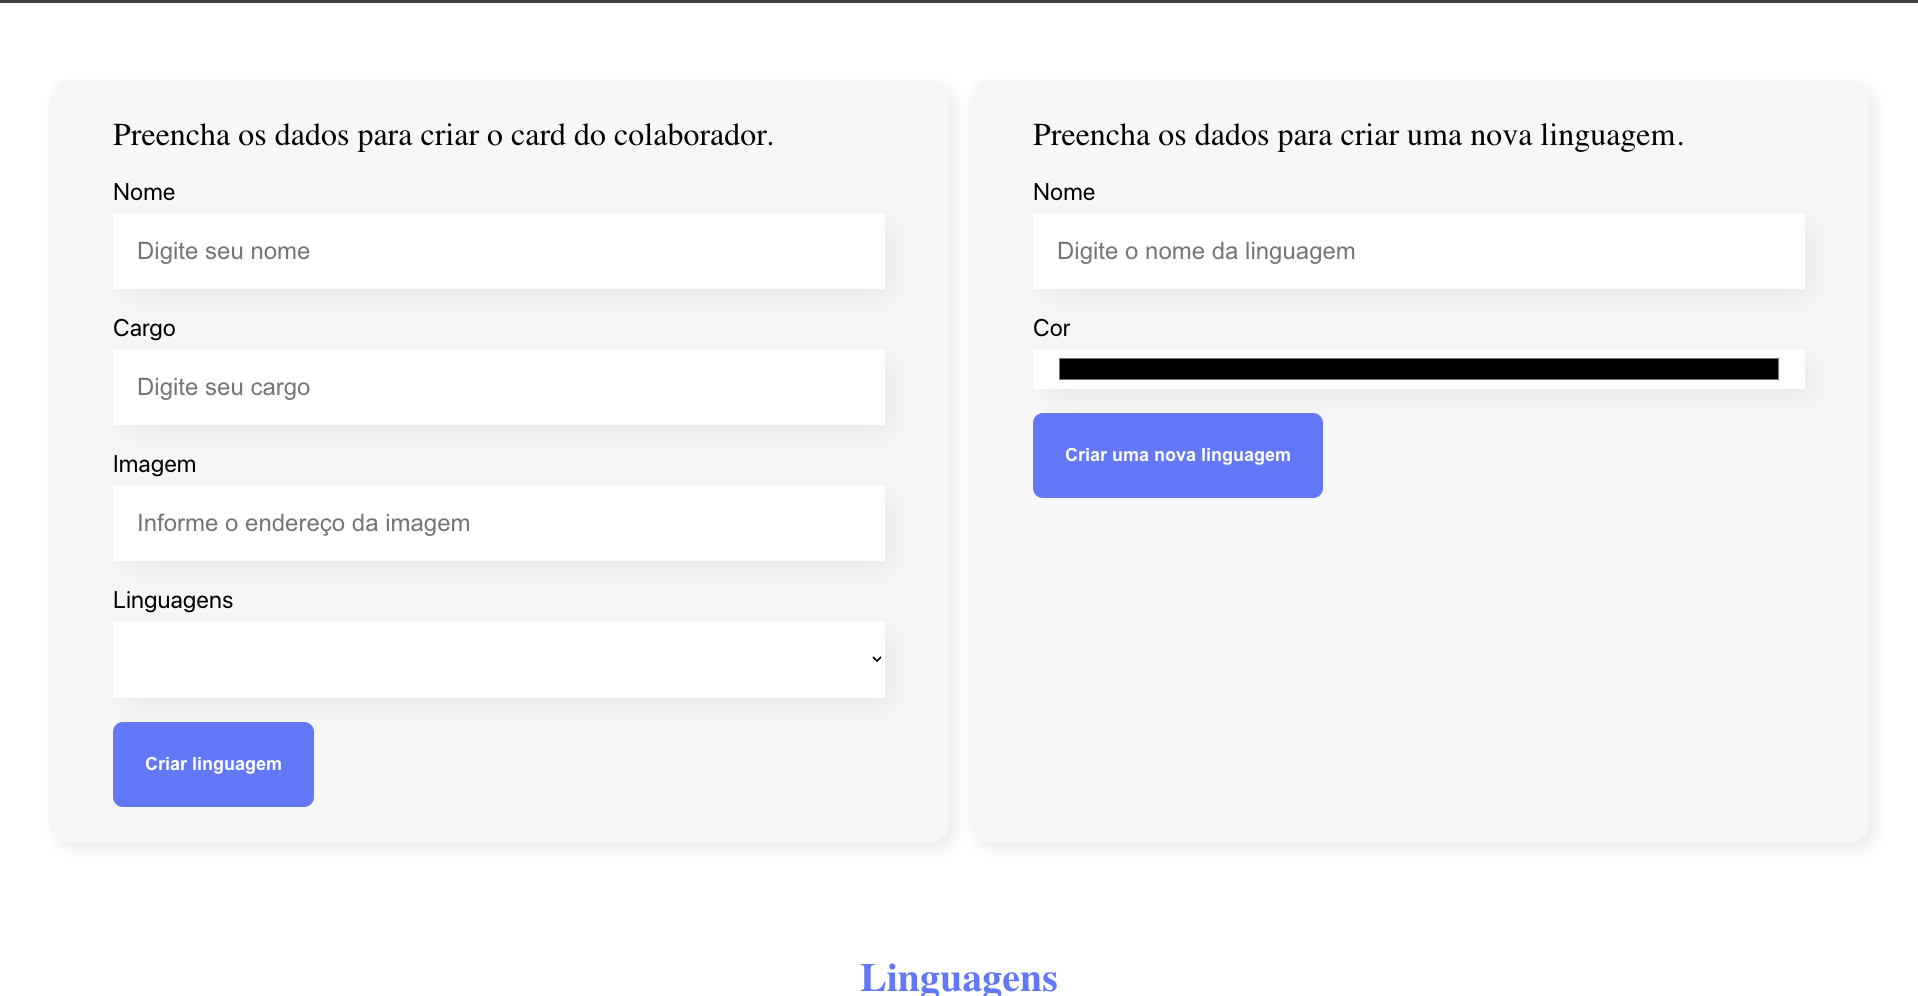 Preencha os dados para criar o card do colaborador.
Nome
Digite seu nome
Cargo
Digite seu cargo
Imagem
Informe o endereço da imagem
Linguagens
Criar linguagem
Preencha os dados para criar uma nova linguagem.
Nome
Digite o nome da linguagem
Cor
Criar uma nova linguagem
Linguagens